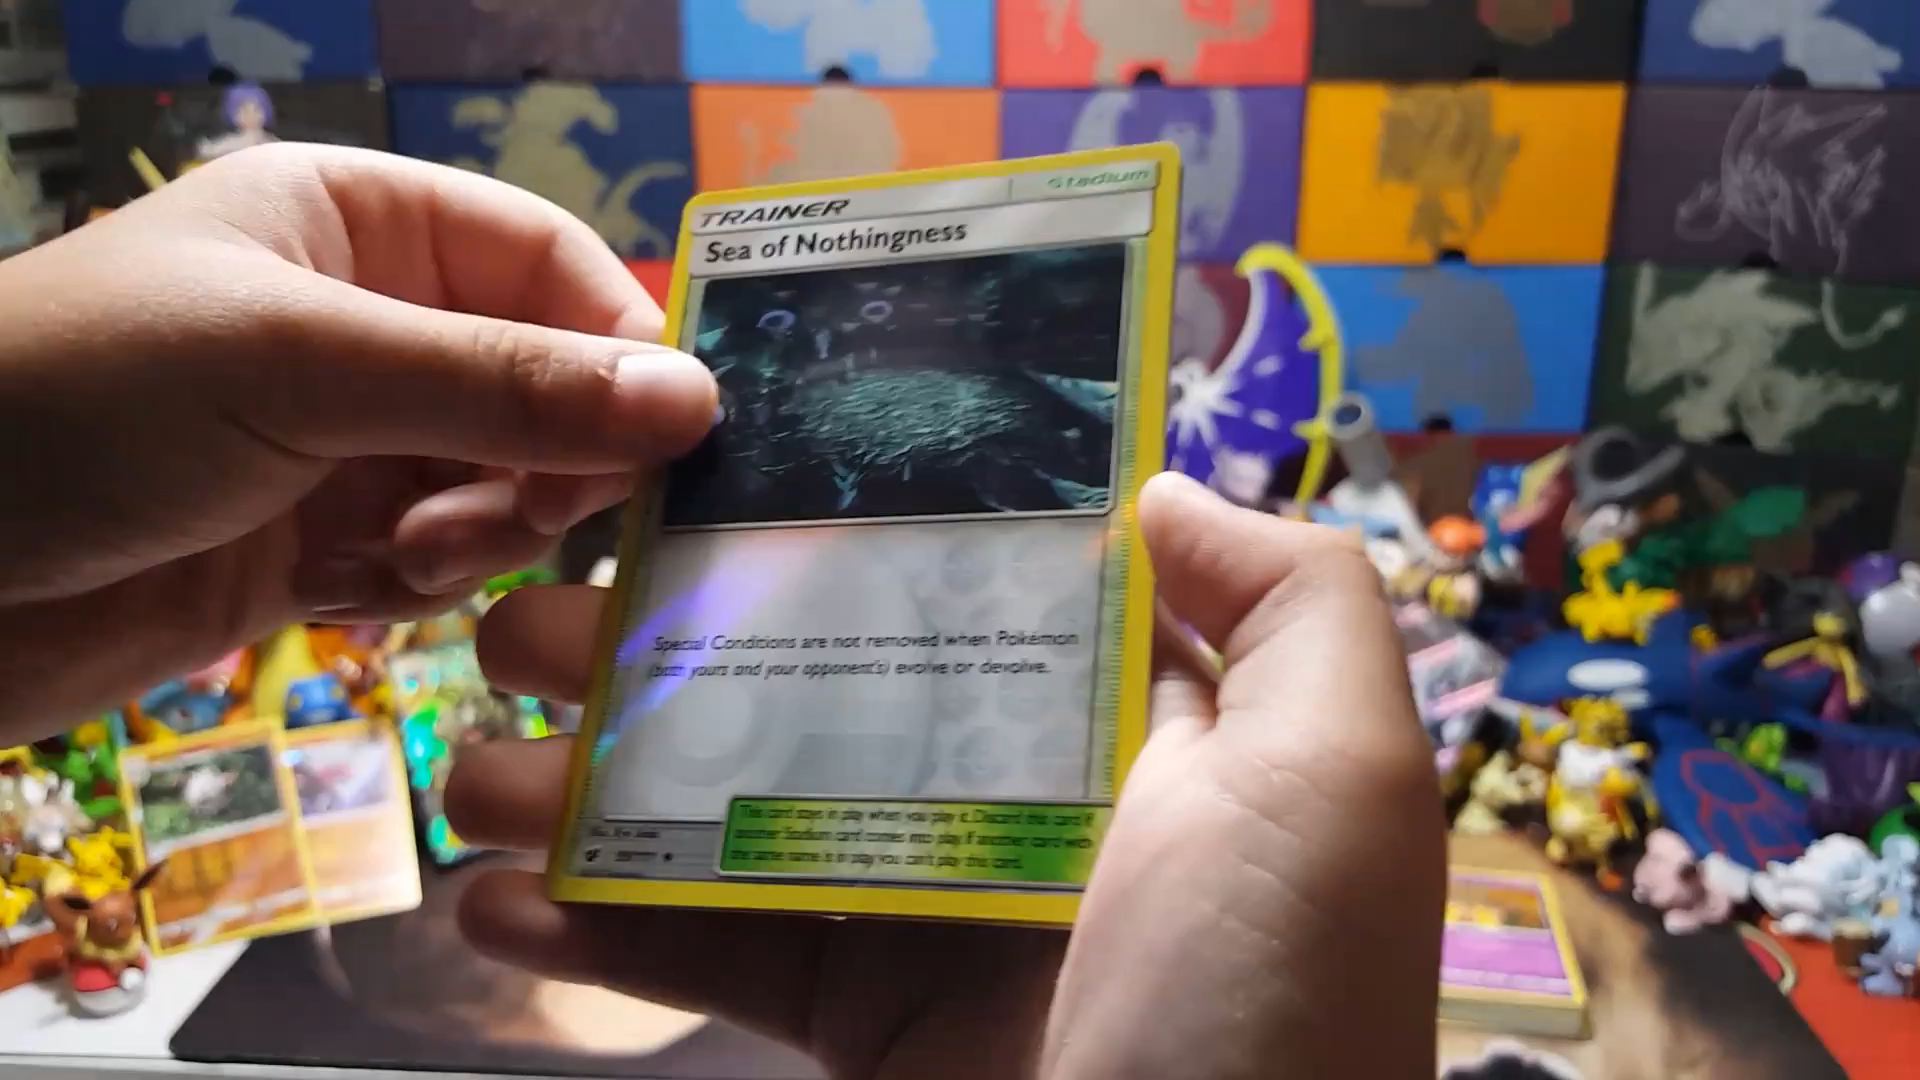 Stadium
TRAINER
Sea of Nothingness
Special Conditions are not removed when Pokémon
(both yours and your opponent's) evolve or devolve.
This card stays in play when you play it. Discard this card if
another Stadium card comes into play. If another card with
the same name is in play, you can't play this card.